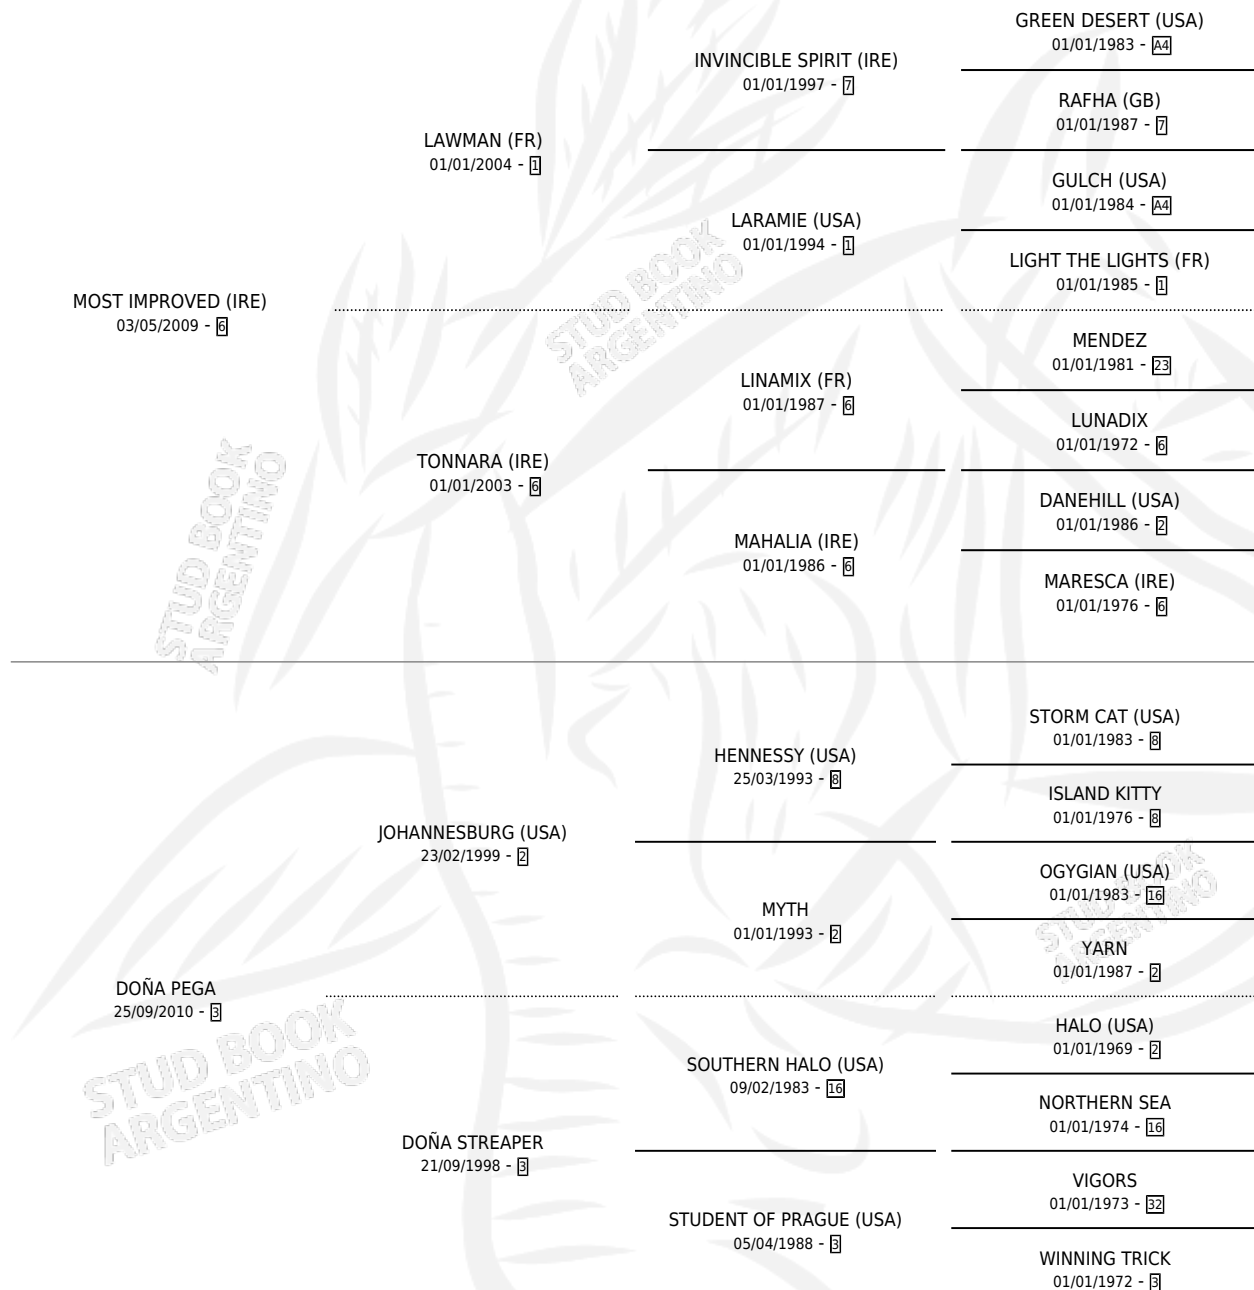 GREEN DESERT (USA)
01/01/1983 - A4
INVINCIBLE SPIRIT (IRE)
01/01/1997 - 7
RAFHA (GB)
01/01/1987 - 7
LAWMAN (FR)
01/01/2004 - 1
GULCH (USA)
01/01/1984 - A4
LARAMIE (USA)
01/01/1994 - 1
LIGHT THE LIGHTS (FR)
01/01/1985 - 1
MOST IMPROVED (IRE)
03/05/2009 - 6
STUD BOOK
ARGENTINO
MENDEZ
01/01/1981 - 23
LINAMIX (FR)
01/01/1987 - 6
LUNADIX
01/01/1972 - 6
TONNARA (IRE)
01/01/2003 - 6
DANEHILL (USA)
01/01/1986 - 2
MAHALIA (IRE)
01/01/1986 - 6
MARESCA (IRE)
01/01/1976 - 6
STUD BOOK
ARGENTINO
STORM CAT (USA)
01/01/1983 - 8
HENNESSY (USA)
25/03/1993 - 8
ISLAND KITTY
01/01/1976 - 8
JOHANNESBURG (USA)
23/02/1999 - 2
OGYGIAN (USA)
01/01/1983 - 16
MYTH
01/01/1993 - 2
STUD BOOK
ARGENTINO
YARN
01/01/1987 - 2
DOÑA PEGA
25/09/2010 - 3
HALO (USA)
01/01/1969 - 2
SOUTHERN HALO (USA)
09/02/1983 - 16
NORTHERN SEA
01/01/1974 - 16
STUD BOOK
ARGENTINO
DOÑA STREAPER
21/09/1998 - 3
VIGORS
01/01/1973 - 32
STUDENT OF PRAGUE (USA)
05/04/1988 - 3
WINNING TRICK
01/01/1972 - 3